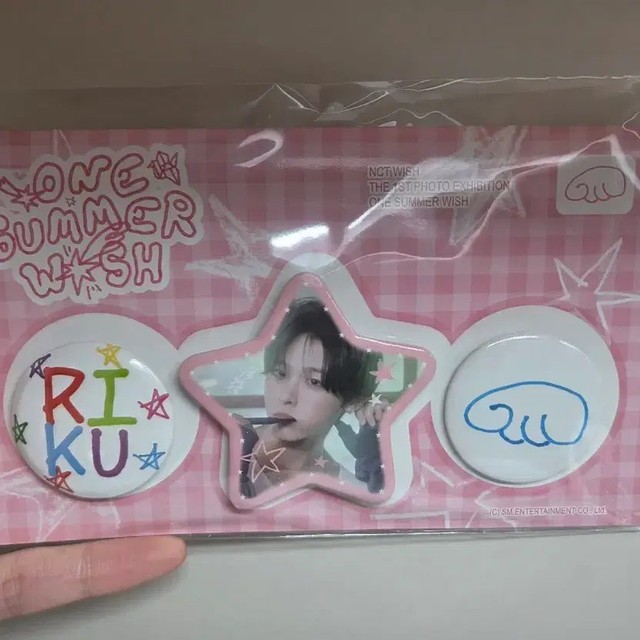 ONE
SUMMER
WISH
NCT WISH
THE 1ST PHOTO EXHIBITION
ONE SUMMER WISH
RI
KU
(C) SM ENTERTAINMENT CO., Ltd.